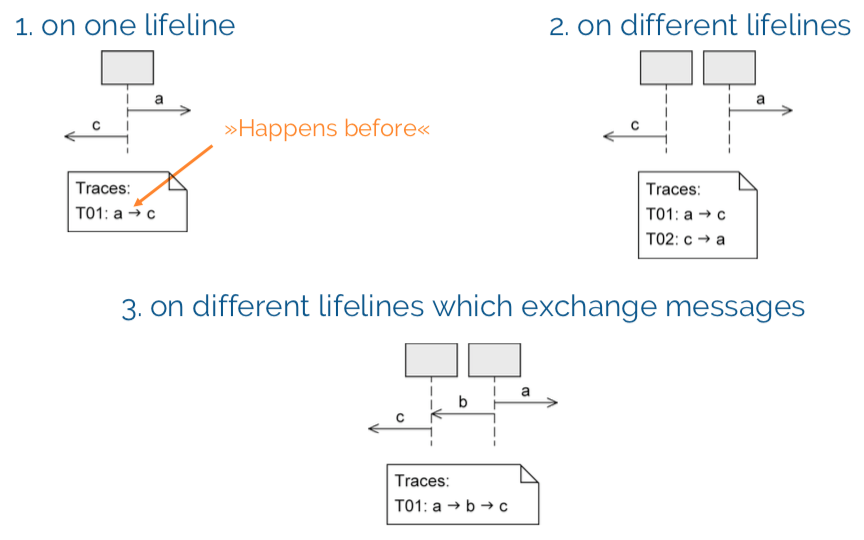 1. on one lifeline
a
c
»Happens before«
Traces:
T01: a → c
2. on different lifelines
a
c
Traces:
T01: a → c
T02: c → a
3. on different lifelines which exchange messages
a
b
c
Traces:
T01: a → b → c